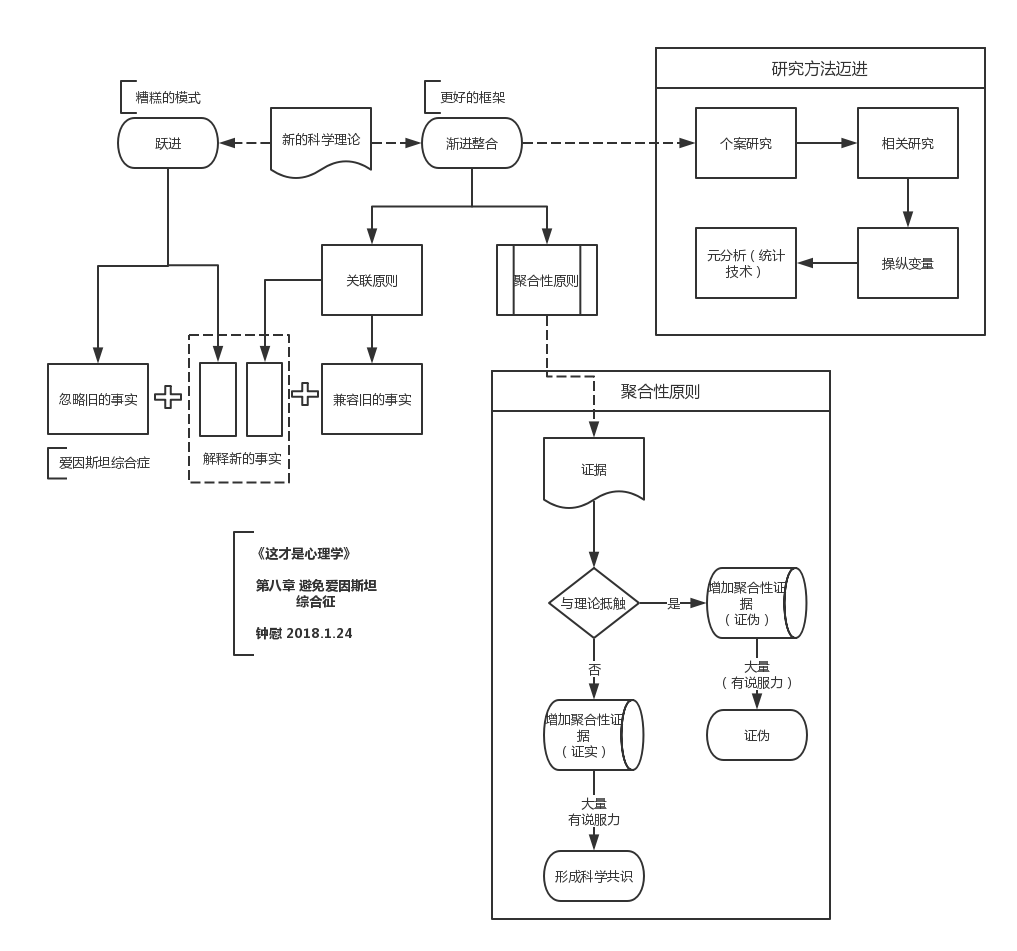 研究方法迈进
糟糕的模式
更好的框架
跃进
新的科学理论
渐进整合
个案研究
相关研究
关联原则
聚合性原则
元分析（统计
技术）
操纵变量
忽略旧的事实
兼容旧的事实
爱因斯坦综合症
解释新的事实
聚合性原则
证据
《这才是心理学》
第八章 避免爱因斯坦
综合征
钟慰 2018.1.24
与理论抵触
是
增加聚合性证
据
（证伪）
否
大量
（有说服力）
增加聚合性证
据
（证实）
证伪
大量
有说服力
形成科学共识